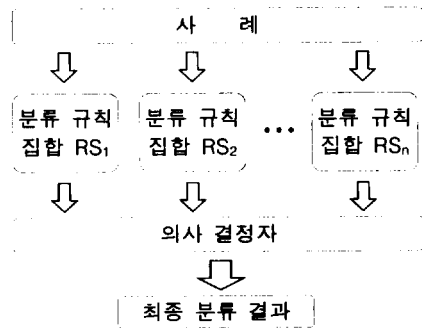 사 례
분류 규칙 분류 규칙 ••• 분류 규칙
집합 RS₁ 집합 RS₂ 집합 RSₙ
의사 결정자
최종 분류 결과